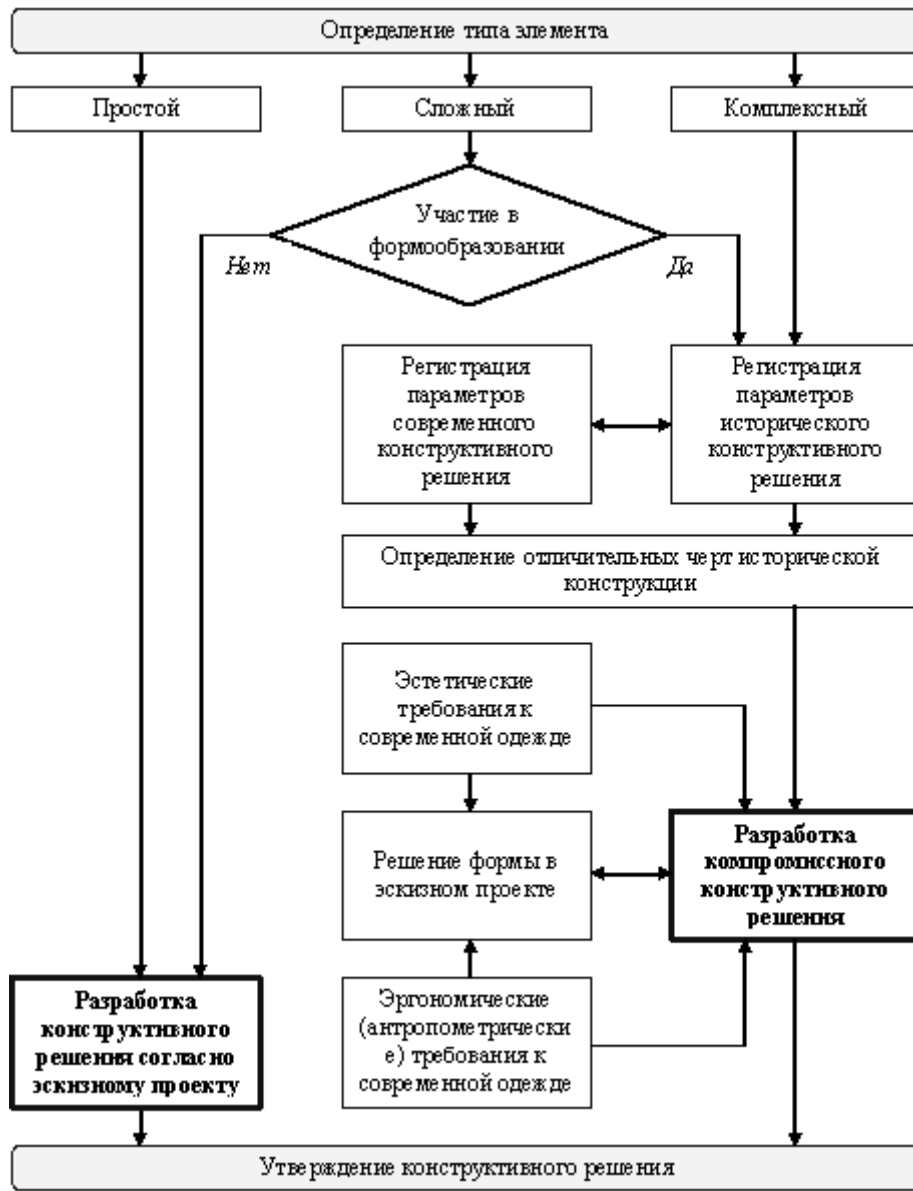 Определение типа элемента
Простой
Сложный
Комплексный
Участие в
формообразовании
Нет
Да
Регистрация
параметров
современного
конструктивного
решения
Регистрация
параметров
исторического
конструктивного
решения
Определение отличительных черт исторической
конструкции
Эстетические
требования к
современной одежде
Решение формы в
эскизном проекте
Разработка
компромиссного
конструктивного
решения
Разработка
конструктивного
решения согласно
эскизному проекту
Эргономические
(антропометрически
е) требования к
современной одежде
Утверждение конструктивного решения